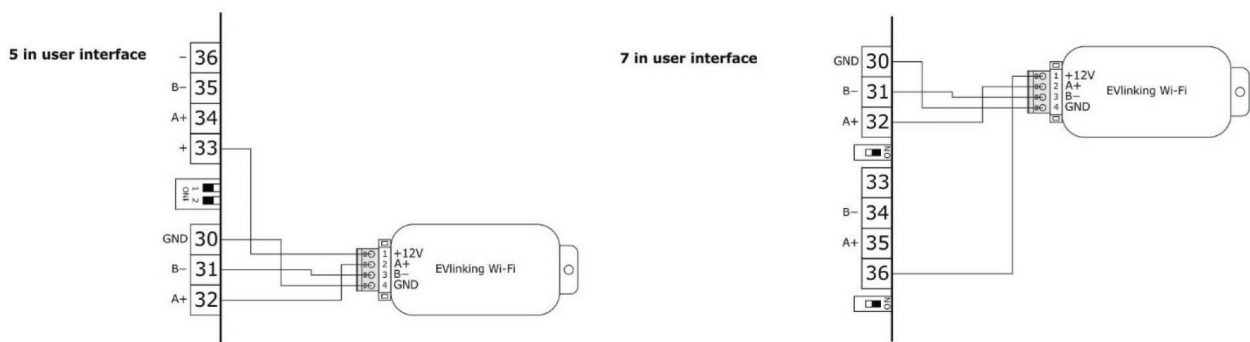 5 in user interface
- 36
B- 35
A+ 34
+ 33
1 2
ON
GND 30
B- 31
A+ 32
1 +12V
2 A+
3 B-
4 GND
EVlinking Wi-Fi
7 in user interface
GND 30
B- 31
A+ 32
ON
33
B- 34
A+ 35
36
ON
1 +12V
2 A+
3 B-
4 GND
EVlinking Wi-Fi